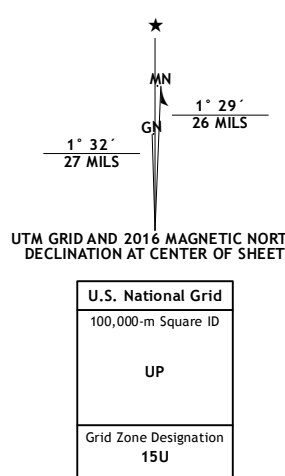 ★
MN
GN
1° 29´
26 MILS
1° 32´
27 MILS
UTM GRID AND 2016 MAGNETIC NORT
DECLINATION AT CENTER OF SHEET
U.S. National Grid
100,000-m Square ID
UP
Grid Zone Designation
15U